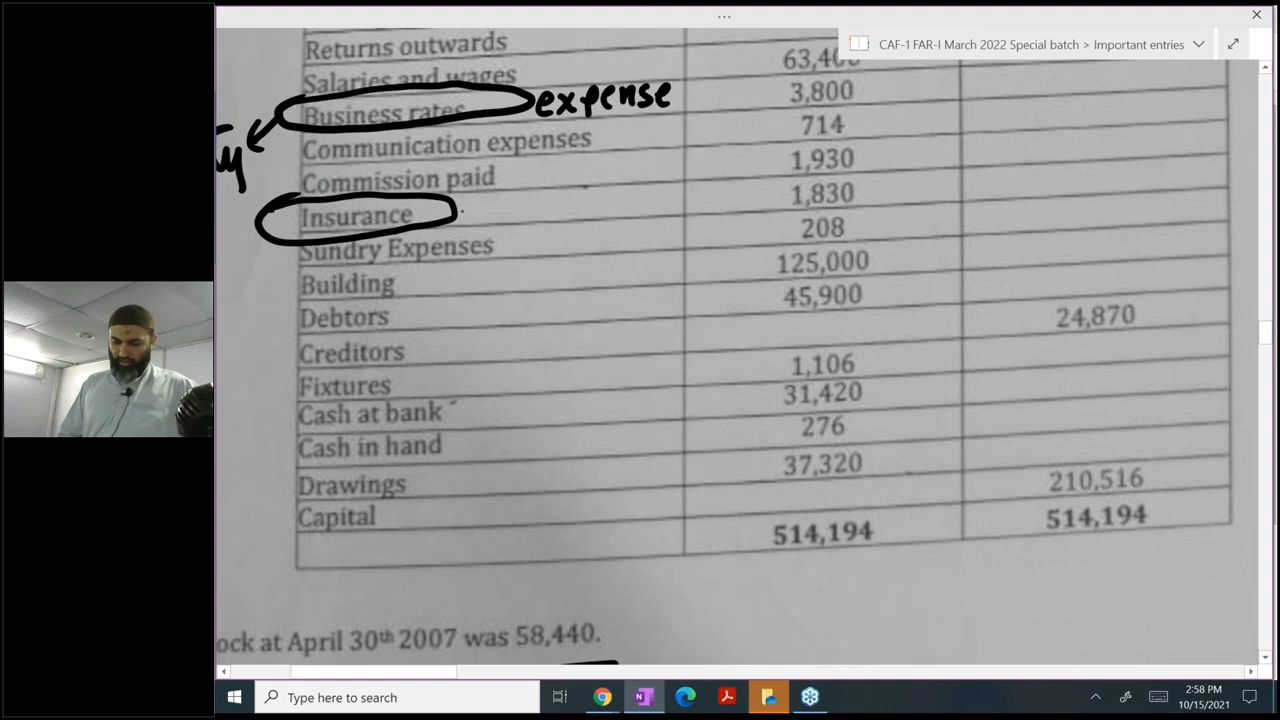 CAF-1 FAR-I March 2022 Special batch > Important entries
Returns outwards
Salaries and wages 63,400
Business rates 3,800
expense
Communication expenses 714
Commission paid 1,930
Insurance 1,830
Sundry Expenses 208
Building 125,000
Debtors 45,900
Creditors 24,870
Fixtures 1,106
Cash at bank 31,420
Cash in hand 276
Drawings 37,320
Capital 210,516
514,194 514,194
ock at April 30th 2007 was 58,440.
Type here to search
2:58 PM
10/15/2021